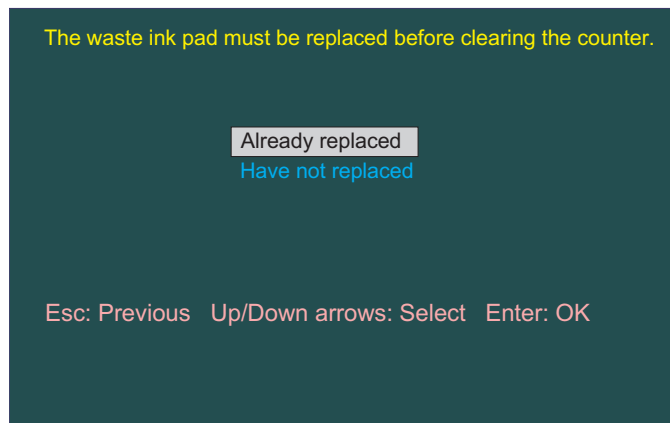 The waste ink pad must be replaced before clearing the counter.
Already replaced
Have not replaced
Esc: Previous Up/Down arrows: Select Enter: OK